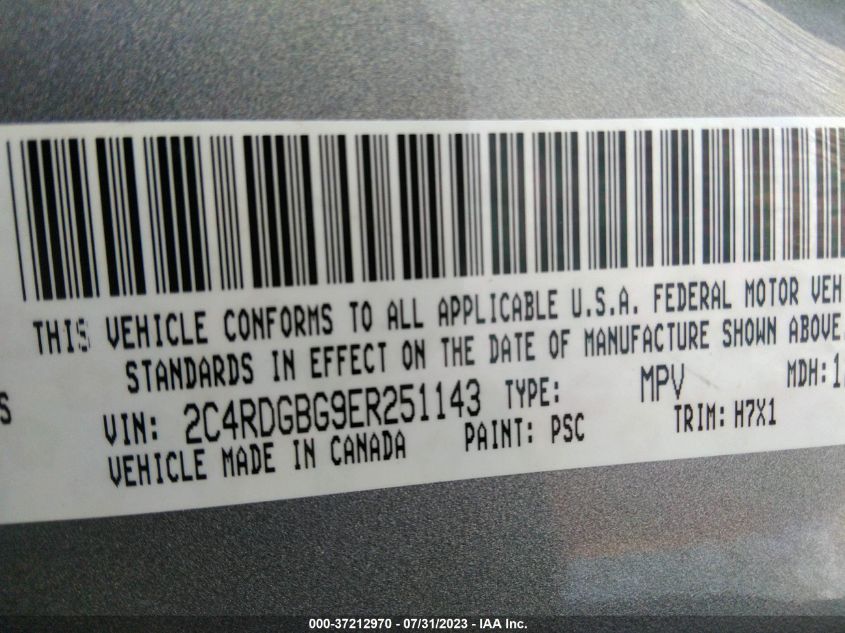 THIS VEHICLE CONFORMS TO ALL APPLICABLE U.S.A. FEDERAL MOTOR VEH
STANDARDS IN EFFECT ON THE DATE OF MANUFACTURE SHOWN ABOVE.
S
VIN: 2C4RDGBG9ER251143 TYPE: MPV MDH:1
VEHICLE MADE IN CANADA PAINT: PSC TRIM: H7X1
000-37212970 / 07/31/2023 - IAA Inc.